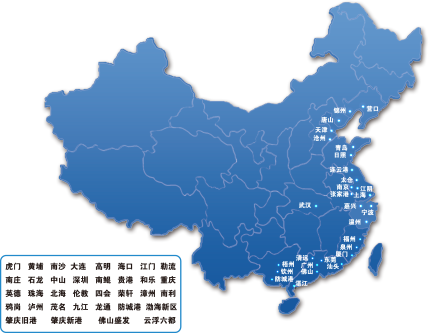 锦州
营口
唐山
天津
沧州
青岛
日照
连云港
太仓
南京 江阴
张家港 上海
武汉
嘉兴
宁波
温州
福州
泉州
厦门
清远 东莞 汕头
梧州 广州
钦州 佛山
防城港
湛江
虎门 黄埔 南沙 大连 高明 海口 江门 勒流
南庄 石龙 中山 深圳 南鲲 贵港 和乐 重庆
英德 珠海 北海 伦教 四会 荣轩 漳州 南利
鸦岗 泸州 茂名 九江 龙通 防城港 渤海新区
肇庆旧港 肇庆新港 佛山盛发 云浮六都